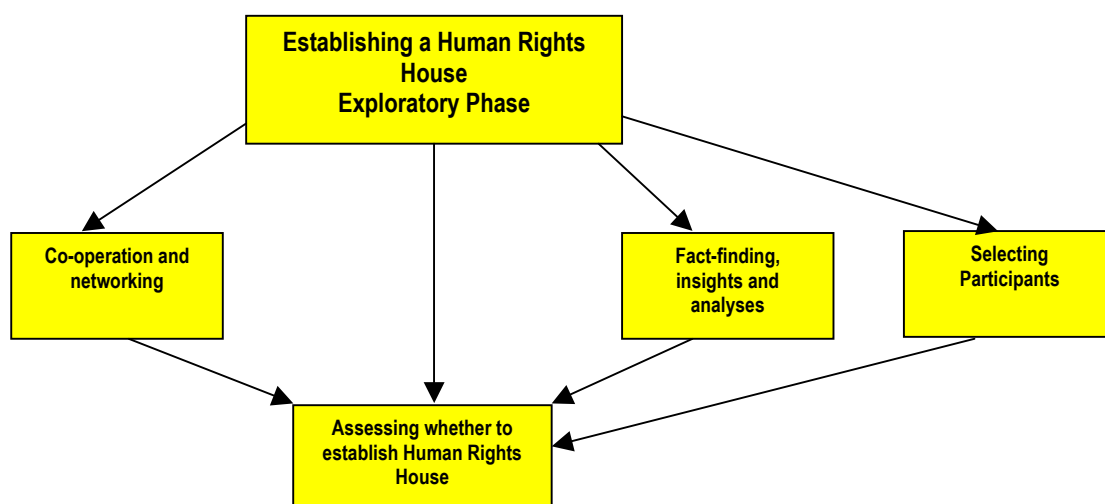 Establishing a Human Rights
House
Exploratory Phase
Co-operation and
networking
Fact-finding,
insights and
analyses
Selecting
Participants
Assessing whether to
establish Human Rights
House